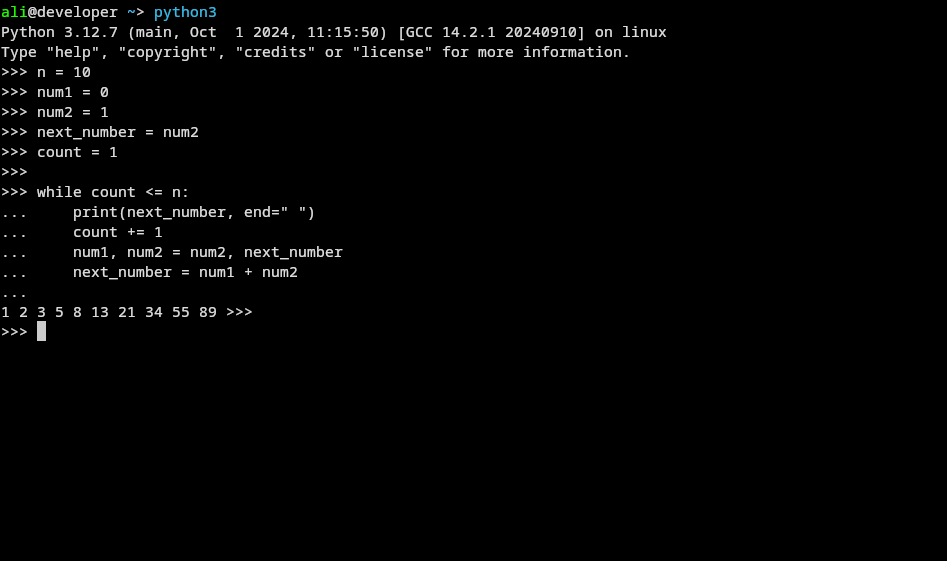 ali@developer ~> python3
Python 3.12.7 (main, Oct  1 2024, 11:15:50) [GCC 14.2.1 20240910] on linux
Type "help", "copyright", "credits" or "license" for more information.
>>> n = 10
>>> num1 = 0
>>> num2 = 1
>>> next_number = num2
>>> count = 1
>>>
>>> while count <= n:
...     print(next_number, end=" ")
...     count += 1
...     num1, num2 = num2, next_number
...     next_number = num1 + num2
...
1 2 3 5 8 13 21 34 55 89 >>>
>>>